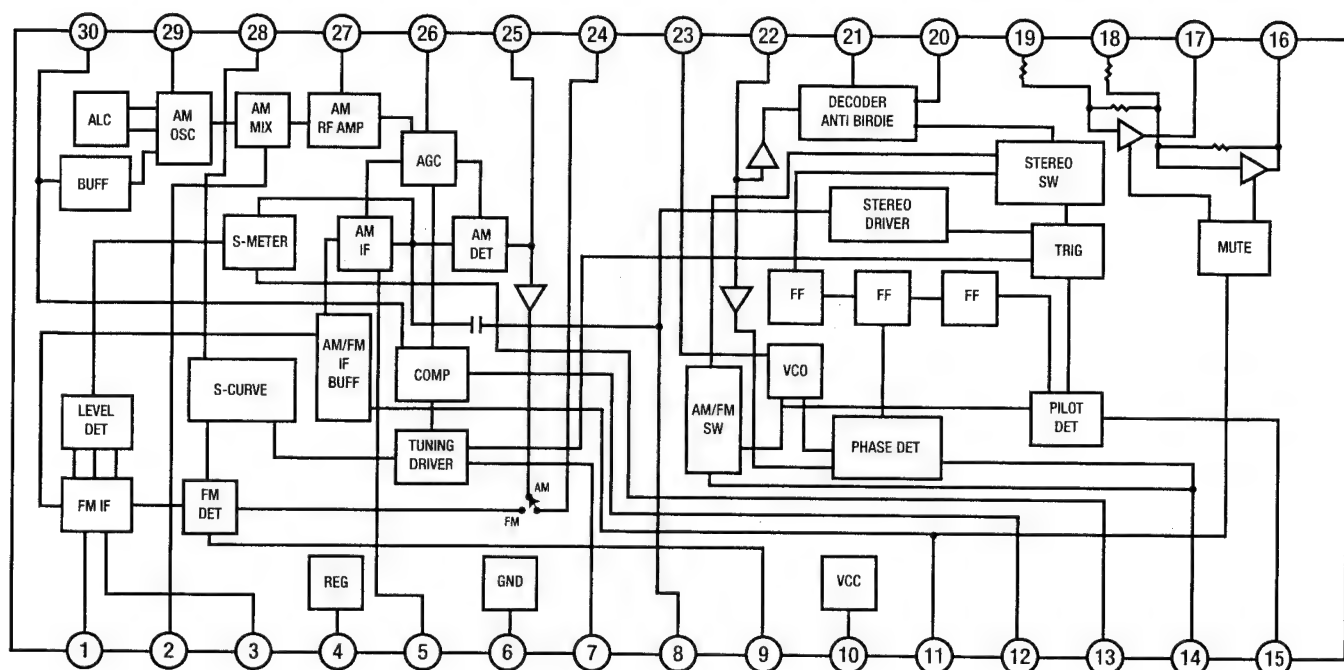 30 29 28 27 26 25 24 23 22 21 20 19 18 17 16
ALC
AM
OSC
AM
MIX
AM
RF AMP
AGC
BUFF
DECODER
ANTI BIRDIE
STEREO
SW
STEREO
DRIVER
S-METER
AM
IF
AM
DET
TRIG
MUTE
FF
FF
FF
AM/FM
IF
BUFF
COMP
S-CURVE
VCO
AM/FM
SW
LEVEL
DET
TUNING
DRIVER
PHASE DET
PILOT
DET
FM IF
FM
DET
AM
FM
REG
GND
VCC
1 2 3 4 5 6 7 8 9 10 11 12 13 14 15